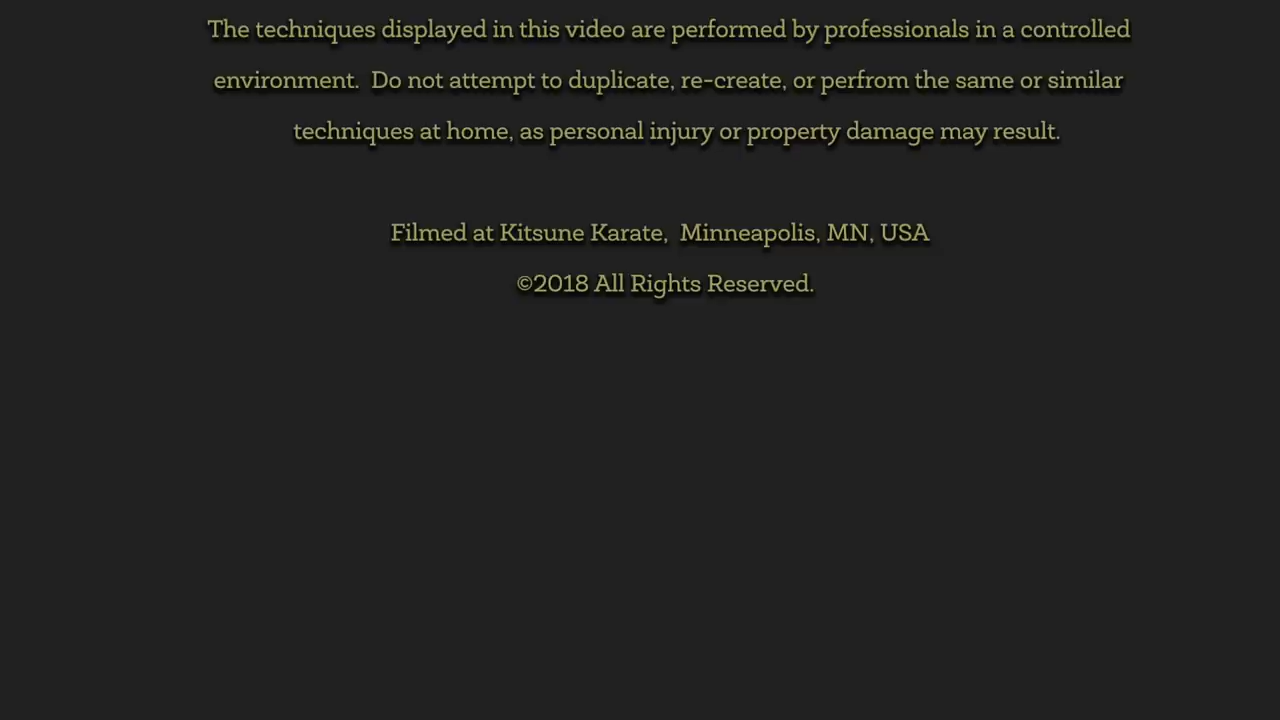 The techniques displayed in this video are performed by professionals in a controlled
environment.  Do not attempt to duplicate, re-create, or perfrom the same or similar
techniques at home, as personal injury or property damage may result.
Filmed at Kitsune Karate,  Minneapolis, MN, USA
©2018 All Rights Reserved.